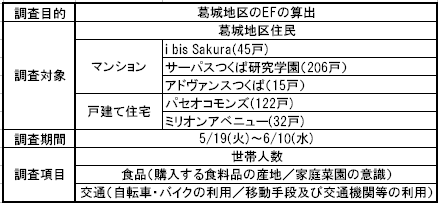 調査目的 葛城地区のEFの算出
調査対象 葛城地区住民
マンション i bis Sakura(45戸)
サーパスつくば研究学園(206戸)
アドヴァンスつくば(15戸)
戸建て住宅 パセオコモンズ(122戸)
ミリオンアベニュー(32戸)
調査期間 5/19(火)～6/10(水)
調査項目 世帯人数
食品(購入する食料品の産地／家庭菜園の意識)
交通(自転車・バイクの利用／移動手段及び交通機関等の利用)